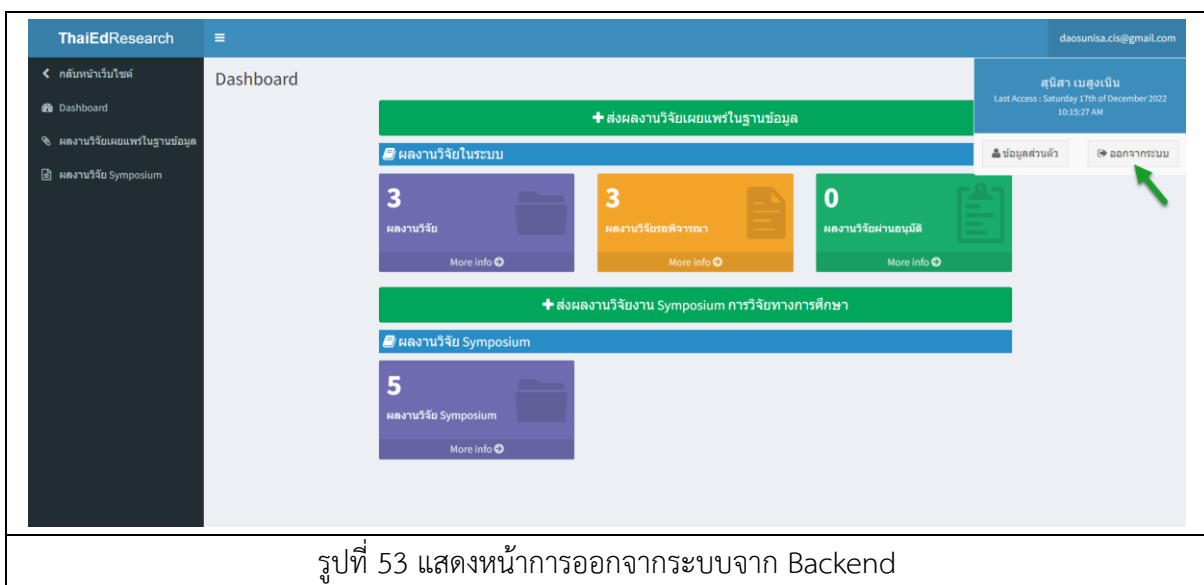 ThaiEdResearch
daosunisa.cis@gmail.com
กลับหน้าเว็บไซต์
Dashboard
ผลงานวิจัยเผยแพร่ในฐานข้อมูล
ผลงานวิจัย Symposium
Dashboard
สุนิสา เบสูงเนิน
Last Access : Saturday 17th of December 2022
10:15:27 AM
ข้อมูลส่วนตัว
ออกจากระบบ
ส่งผลงานวิจัยเผยแพร่ในฐานข้อมูล
ผลงานวิจัยในระบบ
3
ผลงานวิจัย
More info
3
ผลงานวิจัยรอพิจารณา
More info
0
ผลงานวิจัยผ่านอนุมัติ
More info
ส่งผลงานวิจัยงาน Symposium การวิจัยทางการศึกษา
ผลงานวิจัย Symposium
5
ผลงานวิจัย Symposium
More info
รูปที่ 53 แสดงหน้าการออกจากระบบจาก Backend